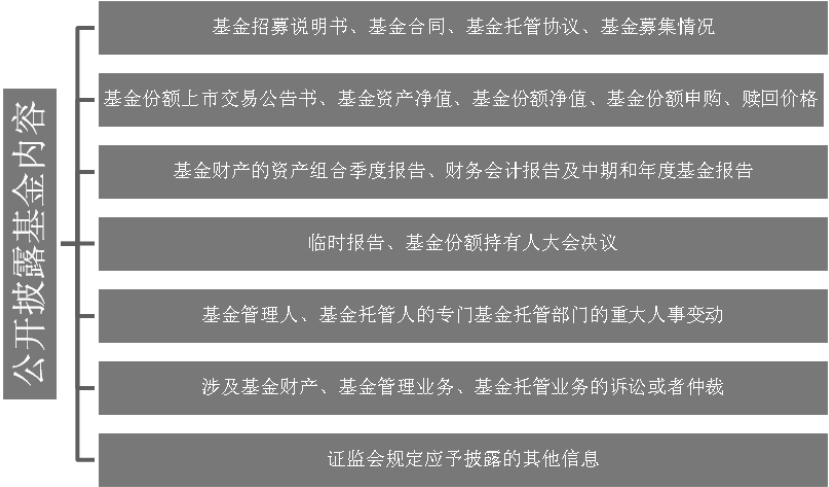 公开披露基金内容
基金招募说明书、基金合同、基金托管协议、基金募集情况
基金份额上市交易公告书、基金资产净值、基金份额净值、基金份额申购、赎回价格
基金财产的资产组合季度报告、财务会计报告及中期和年度基金报告
临时报告、基金份额持有人大会决议
基金管理人、基金托管人的专门基金托管部门的重大人事变动
涉及基金财产、基金管理业务、基金托管业务的诉讼或者仲裁
证监会规定应予披露的其他信息